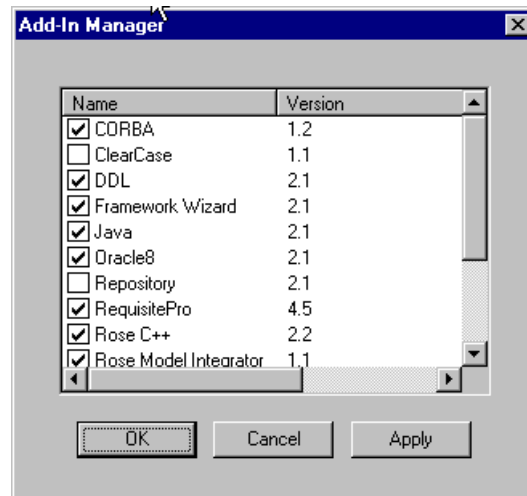 Add-In Manager
Name Version
CORBA 1.2
ClearCase 1.1
DDL 2.1
Framework Wizard 2.1
Java 2.1
Oracle8 2.1
Repository 2.1
RequisitePro 4.5
Rose C++ 2.2
Rose Model Integrator 1.1
OK Cancel Apply